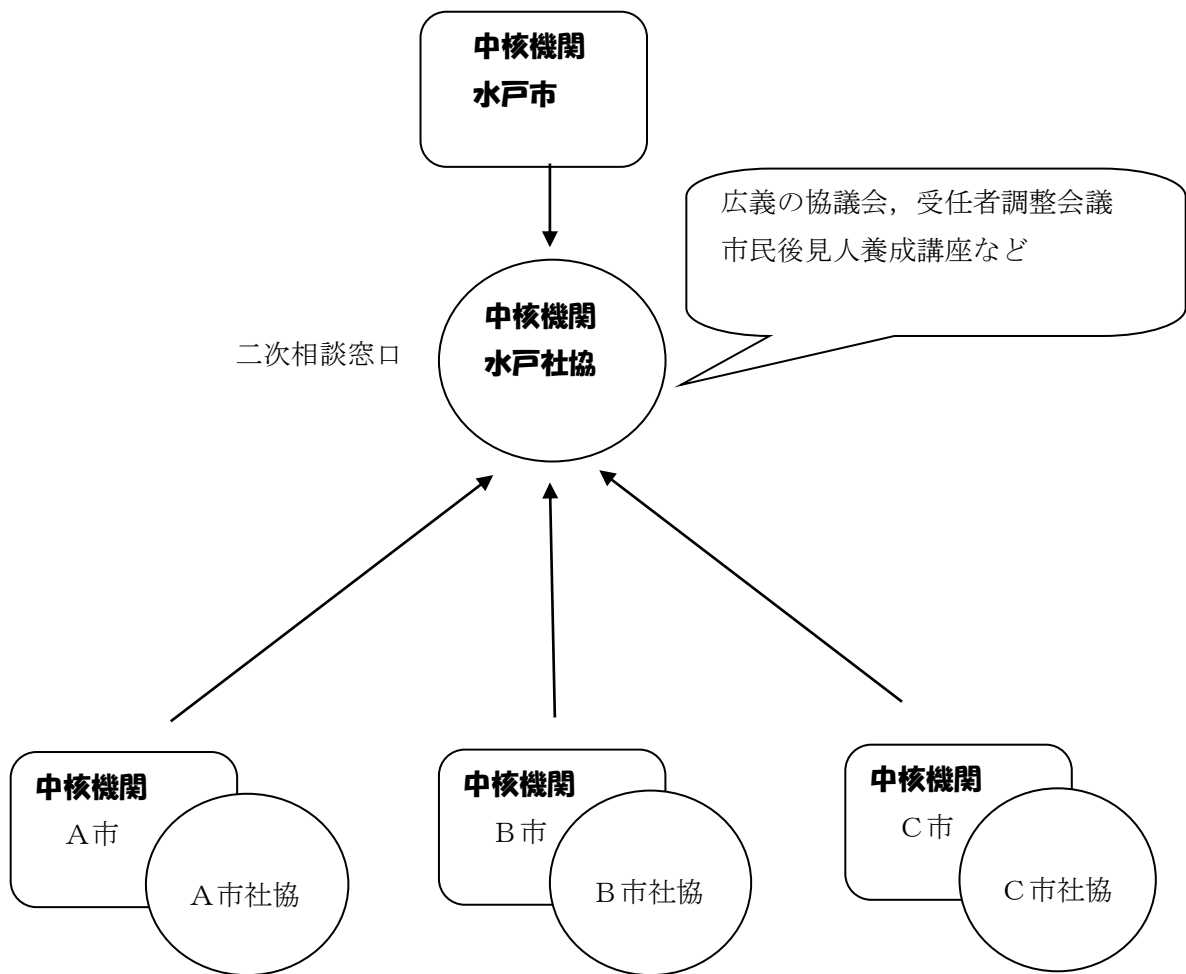 中核機関
水戸市
広義の協議会，受任者調整会議
市民後見人養成講座など
中核機関
水戸社協
二次相談窓口
中核機関
Ａ市
Ａ市社協
中核機関
Ｂ市
Ｂ市社協
中核機関
Ｃ市
Ｃ市社協